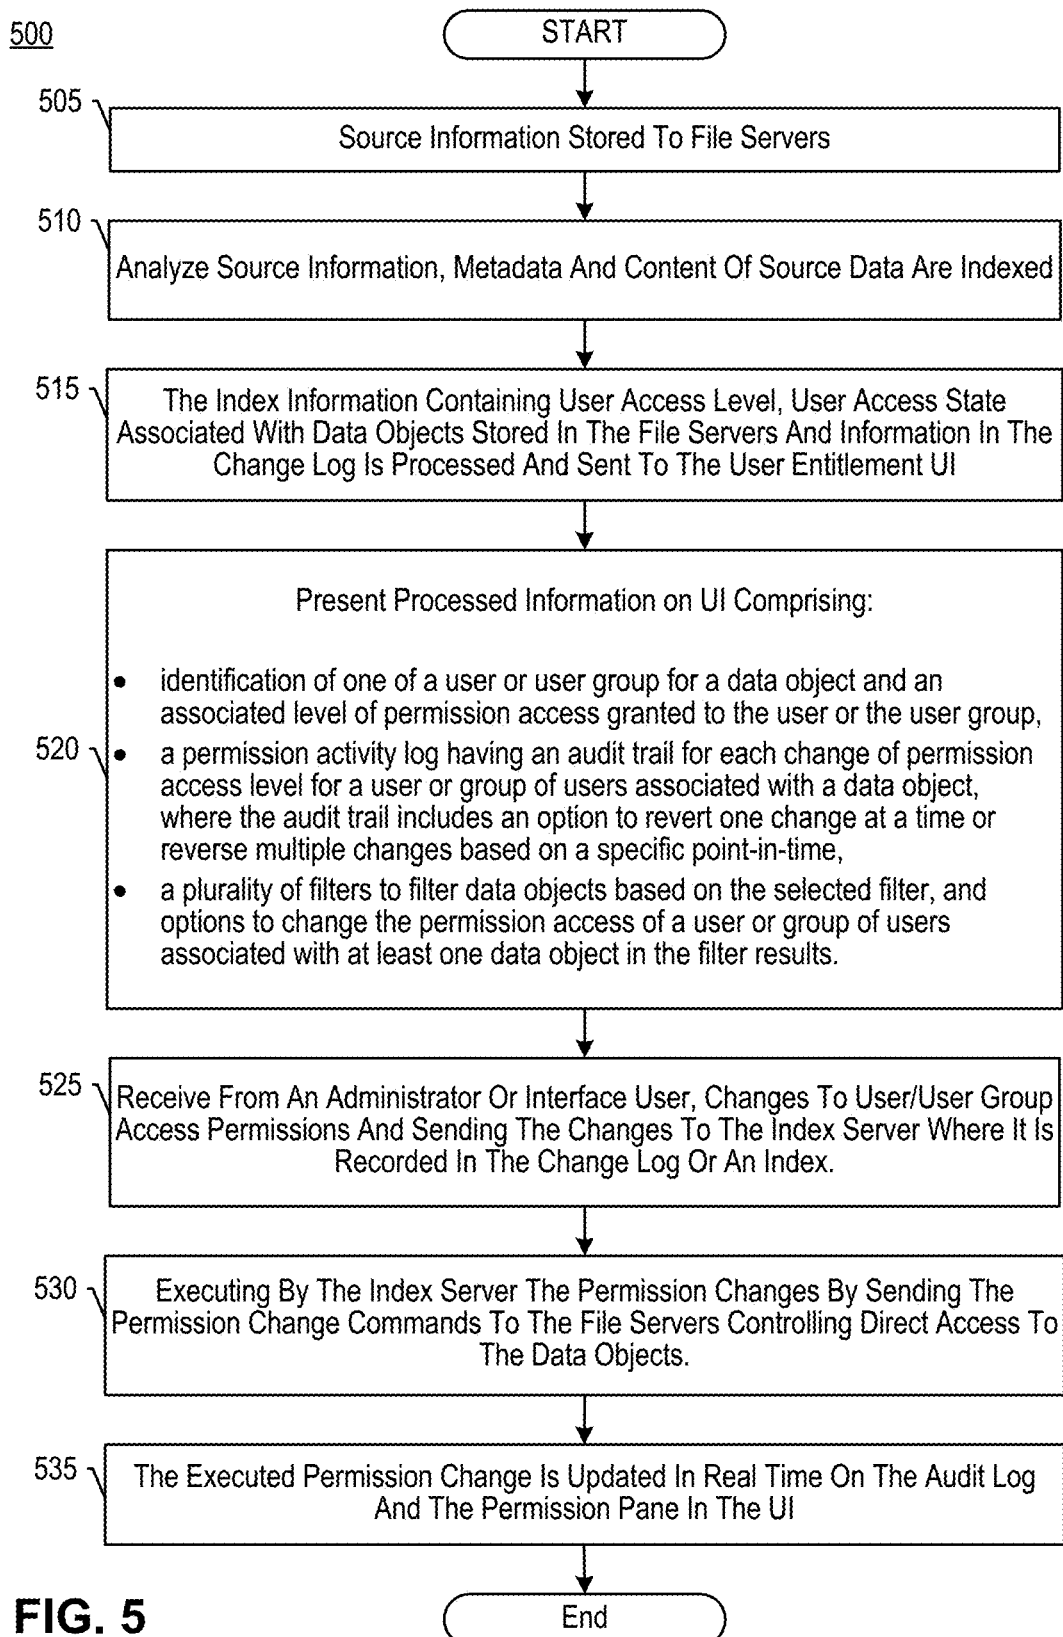 500
START
505
Source Information Stored To File Servers
510
Analyze Source Information, Metadata And Content Of Source Data Are Indexed
515
The Index Information Containing User Access Level, User Access State
Associated With Data Objects Stored In The File Servers And Information In The
Change Log Is Processed And Sent To The User Entitlement UI
520
Present Processed Information on UI Comprising:
• identification of one of a user or user group for a data object and an
associated level of permission access granted to the user or the user group,
• a permission activity log having an audit trail for each change of permission
access level for a user or group of users associated with a data object,
where the audit trail includes an option to revert one change at a time or
reverse multiple changes based on a specific point-in-time,
• a plurality of filters to filter data objects based on the selected filter, and
options to change the permission access of a user or group of users
associated with at least one data object in the filter results.
525
Receive From An Administrator Or Interface User, Changes To User/User Group
Access Permissions And Sending The Changes To The Index Server Where It Is
Recorded In The Change Log Or An Index.
530
Executing By The Index Server The Permission Changes By Sending The
Permission Change Commands To The File Servers Controlling Direct Access To
The Data Objects.
535
The Executed Permission Change Is Updated In Real Time On The Audit Log
And The Permission Pane In The UI
End
FIG. 5